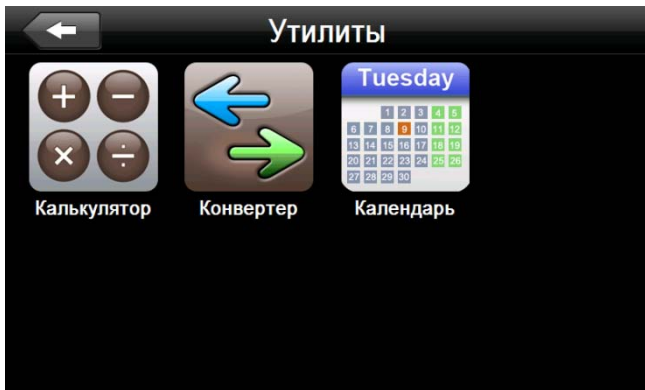 Утилиты
+ −
× ÷
Tuesday
1 2 3 4 5
6 7 8 9 10 11 12
13 14 15 16 17 18 19
20 21 22 23 24 25 26
27 28 29 30
Калькулятор
Конвертер
Календарь